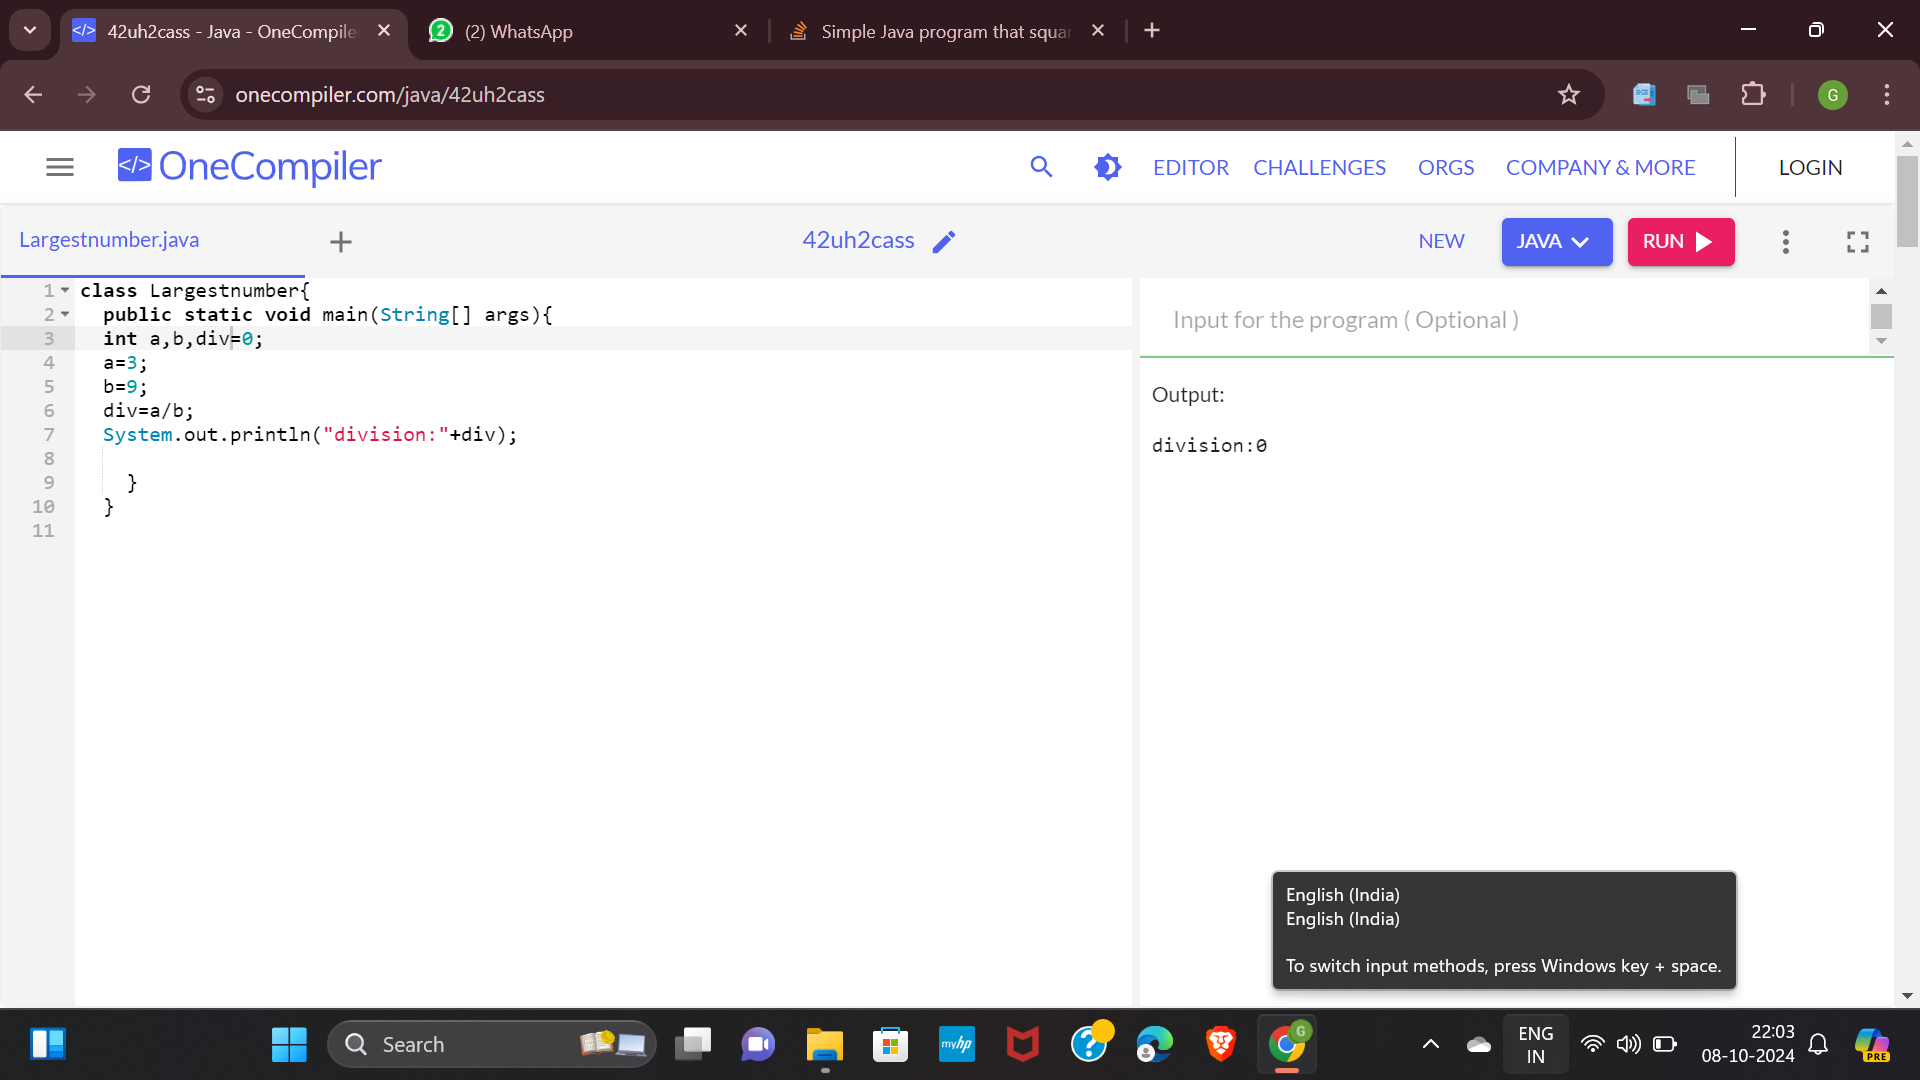 42uh2cass - Java - OneCompile
2
(2) WhatsApp
Simple Java program that squar
onecompiler.com/java/42uh2cass
G
</> OneCompiler
EDITOR
CHALLENGES
ORGS
COMPANY & MORE
LOGIN
Largestnumber.java
42uh2cass
NEW
JAVA
RUN
1 class Largestnumber{
2 public static void main(String[] args){
3 int a,b,div=0;
4 a=3;
5 b=9;
6 div=a/b;
7 System.out.println("division:"+div);
8
9 }
10 }
11
Input for the program ( Optional )
Output:
division:0
English (India)
English (India)
To switch input methods, press Windows key + space.
Search
myhp
G
ENG
IN
22:03
08-10-2024
PRE